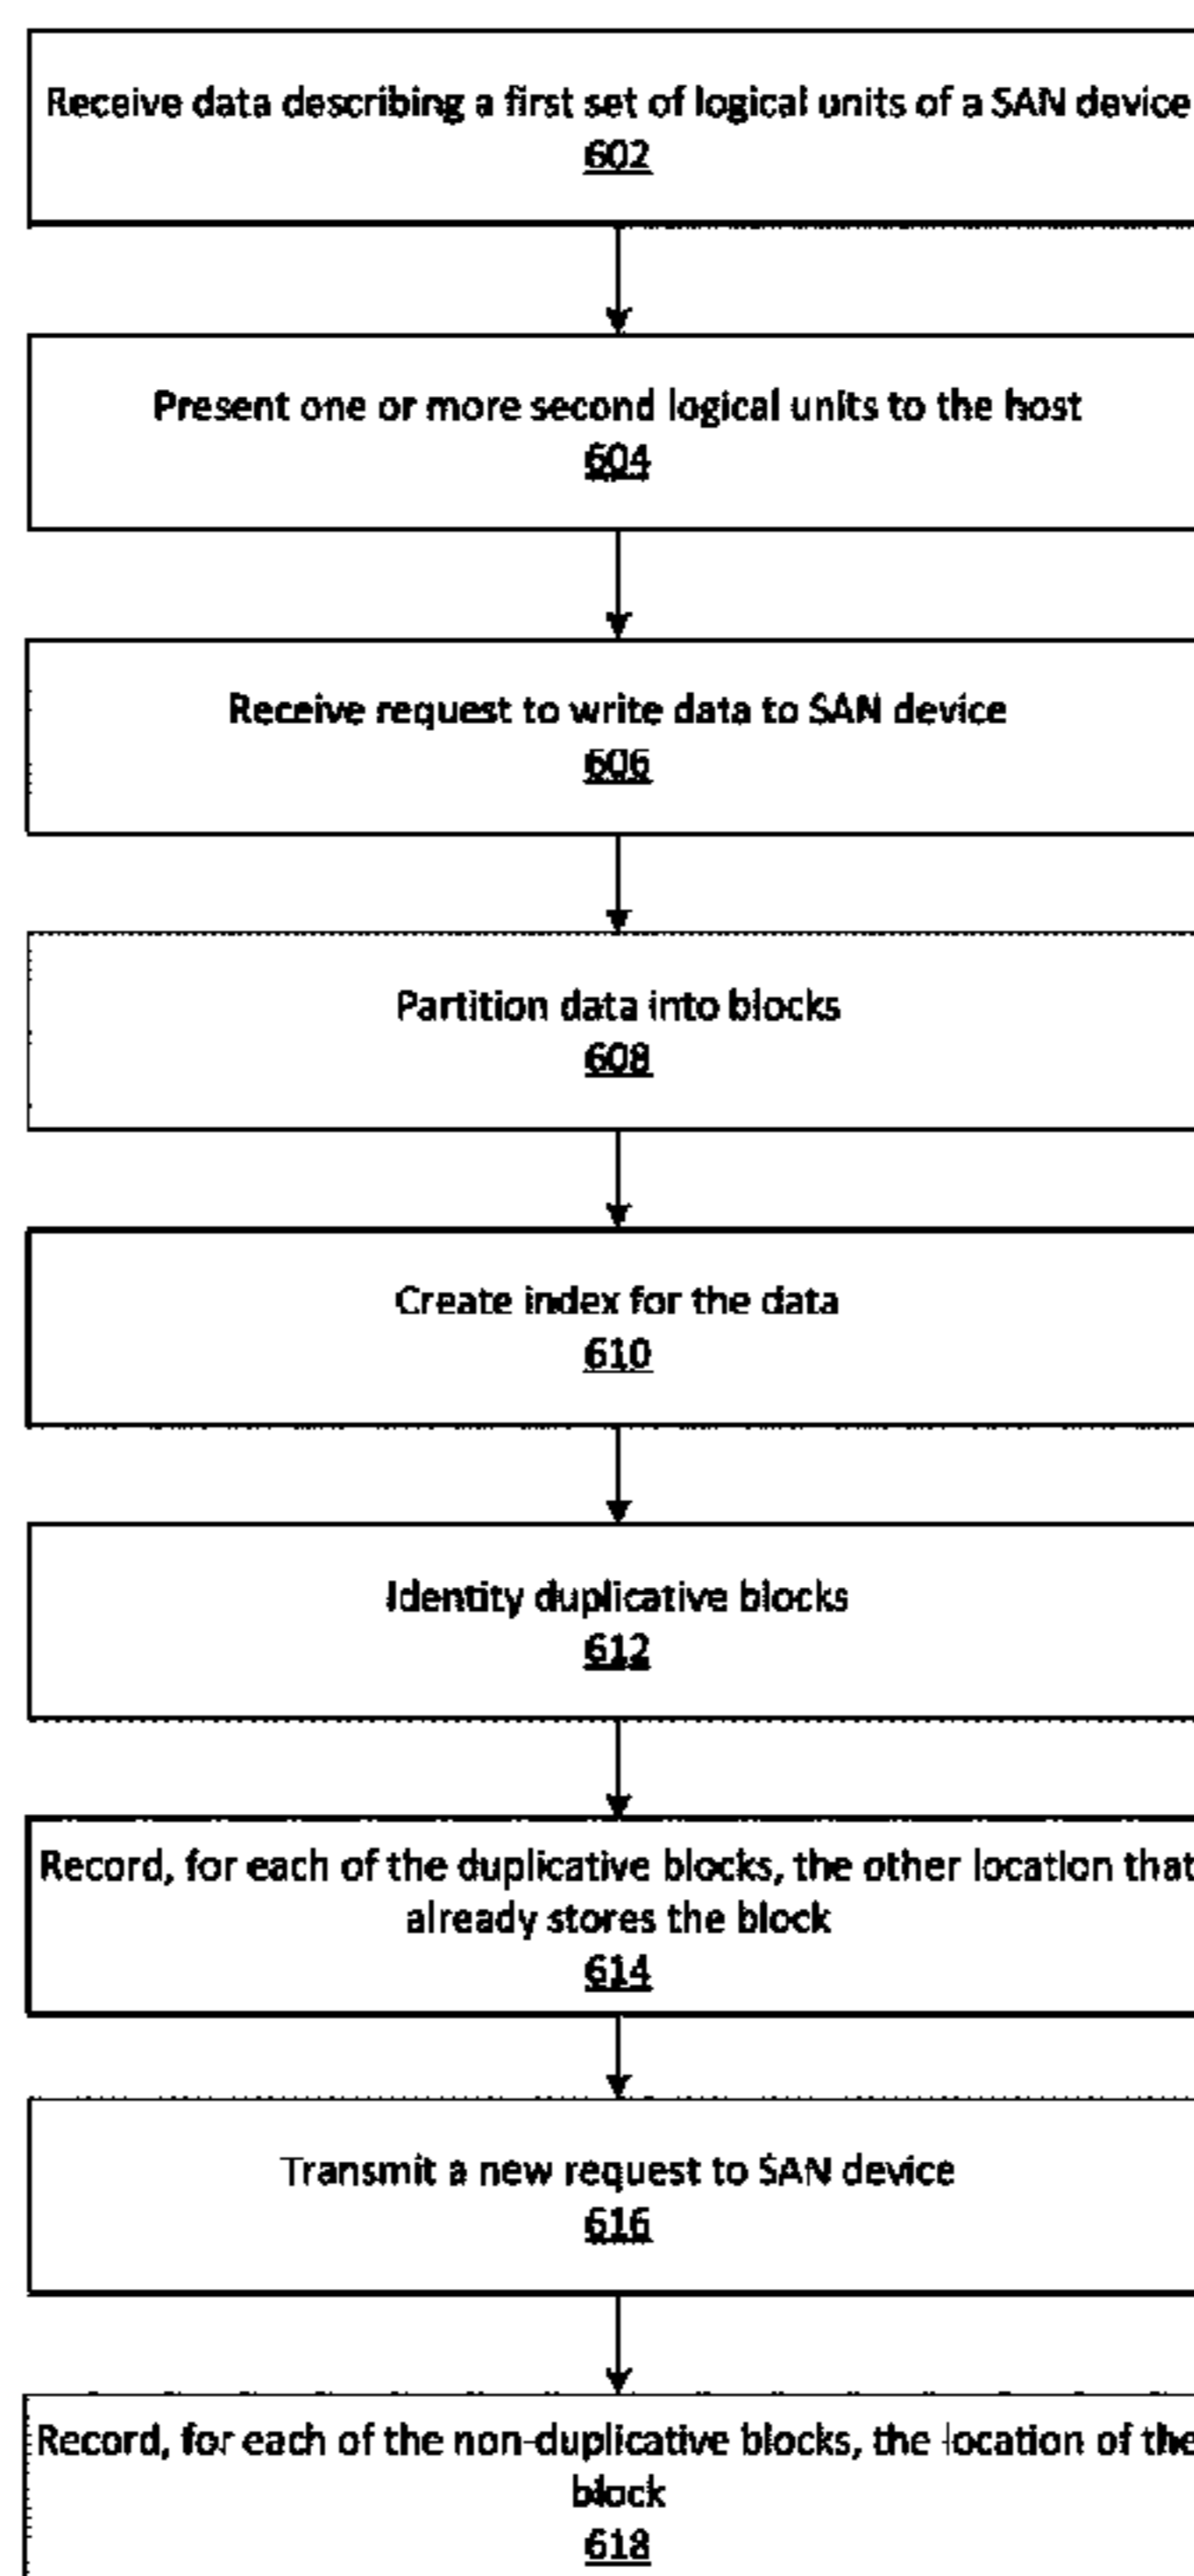 Receive data describing a first set of logical units of a SAN device
602
Present one or more second logical units to the host
604
Receive request to write data to SAN device
606
Partition data into blocks
608
Create index for the data
610
Identity duplicative blocks
612
Record, for each of the duplicative blocks, the other location that
already stores the block
614
Transmit a new request to SAN device
616
Record, for each of the non-duplicative blocks, the location of the
block
618